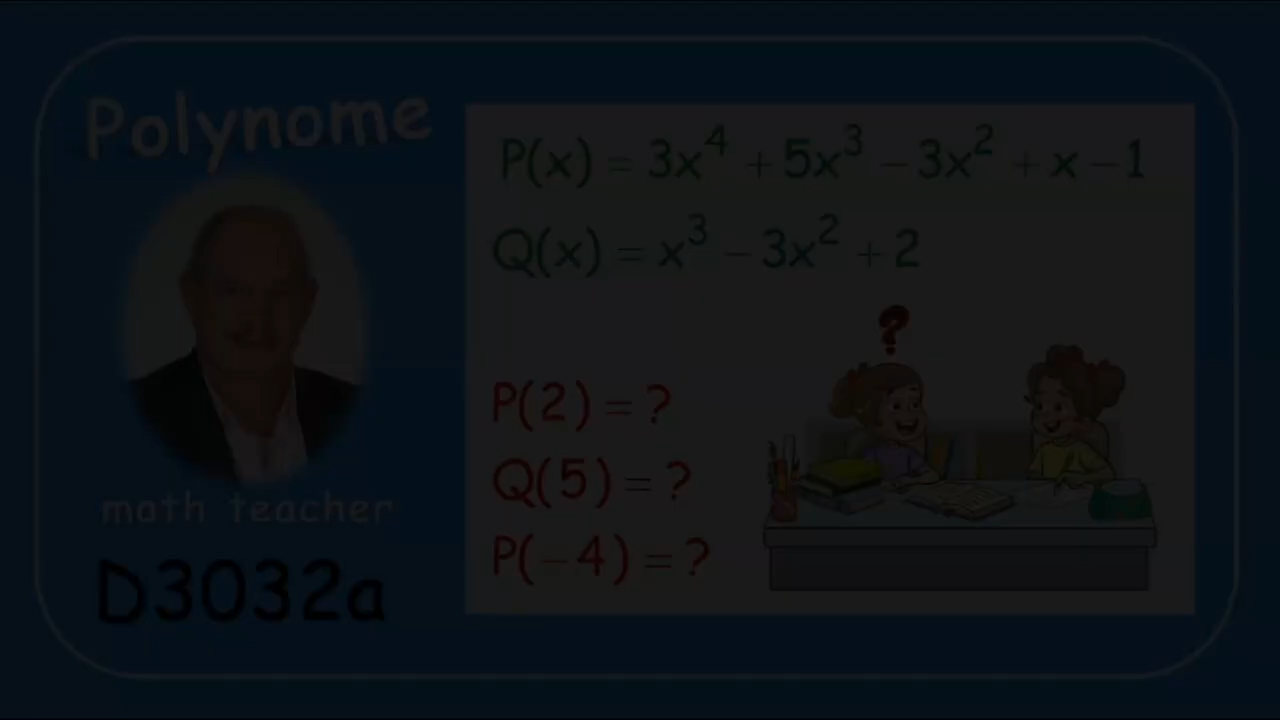 Polynome
math teacher
D3032a
P(x) = 3x⁴ + 5x³ − 3x² + x − 1
Q(x) = x³ − 3x² + 2
?
P(2) = ?
Q(5) = ?
P(−4) = ?